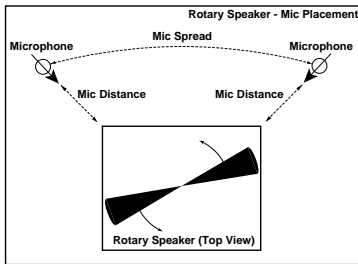 Rotary Speaker - Mic Placement
Microphone
Microphone
Mic Spread
Mic Distance
Mic Distance
Rotary Speaker (Top View)